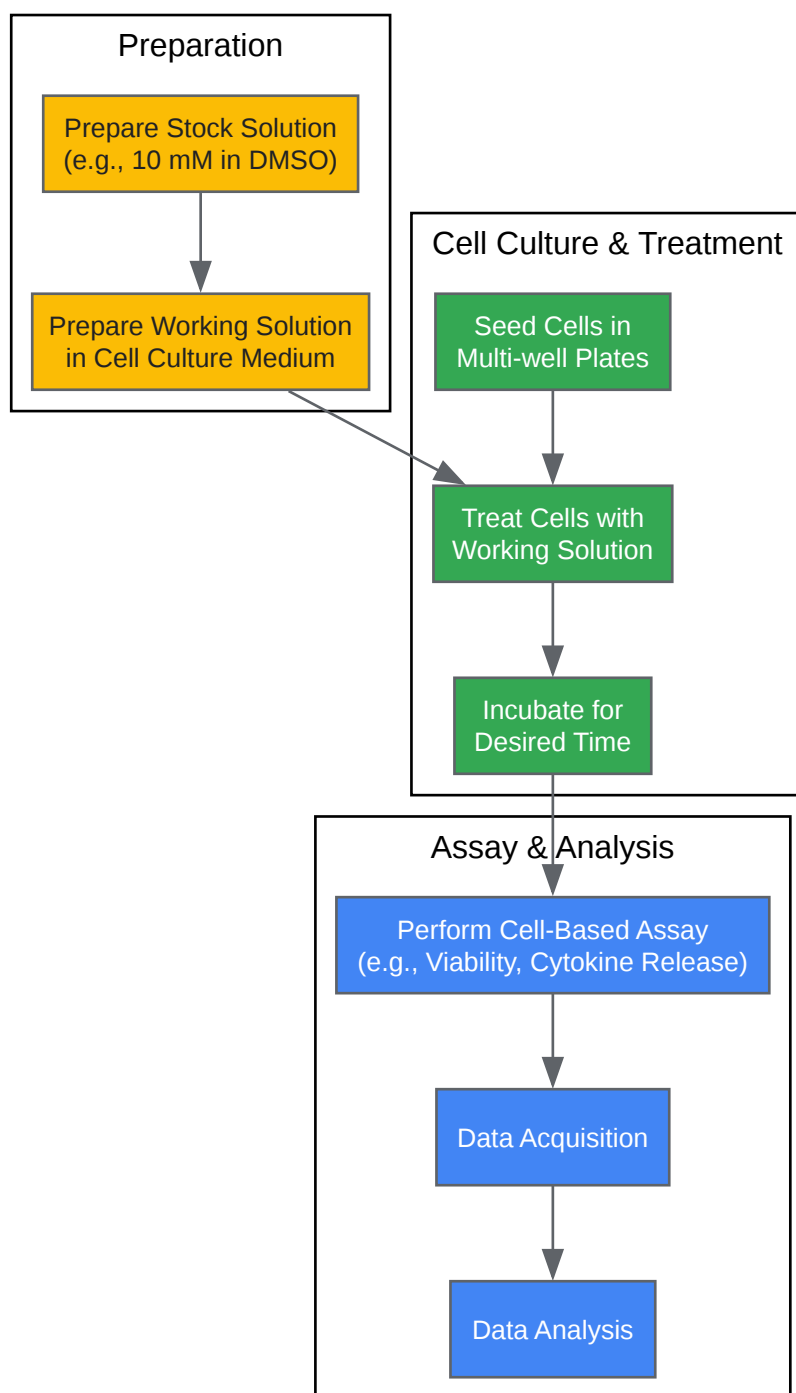 Preparation
Prepare Stock Solution
(e.g., 10 mM in DMSO)
Prepare Working Solution
in Cell Culture Medium
Cell Culture & Treatment
Seed Cells in
Multi-well Plates
Treat Cells with
Working Solution
Incubate for
Desired Time
Assay & Analysis
Perform Cell-Based Assay
(e.g., Viability, Cytokine Release)
Data Acquisition
Data Analysis